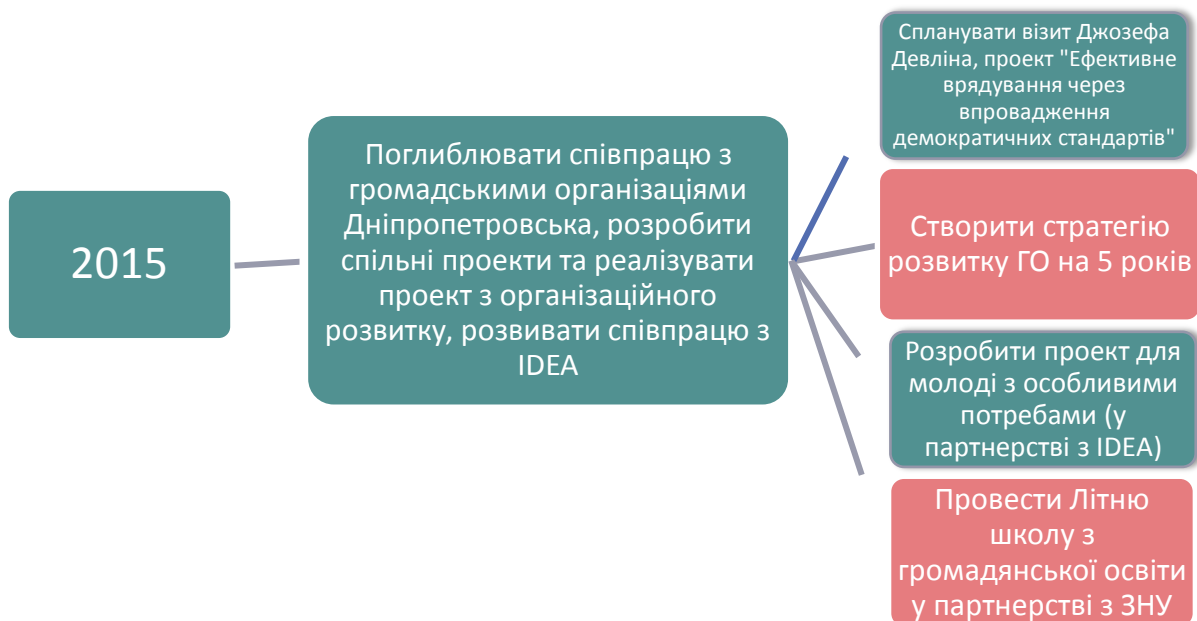 2015
Поглиблювати співпрацю з
громадськими організаціями
Дніпропетровська, розробити
спільні проекти та реалізувати
проект з організаційного
розвитку, розвивати співпрацю з
IDEA
Спланувати візит Джозефа
Девліна, проект "Ефективне
врядування через
впровадження
демократичних стандартів"
Створити стратегію
розвитку ГО на 5 років
Розробити проект для
молоді з особливими
потребами (у
партнерстві з IDEA)
Провести Літню
школу з
громадянської освіти
у партнерстві з ЗНУ